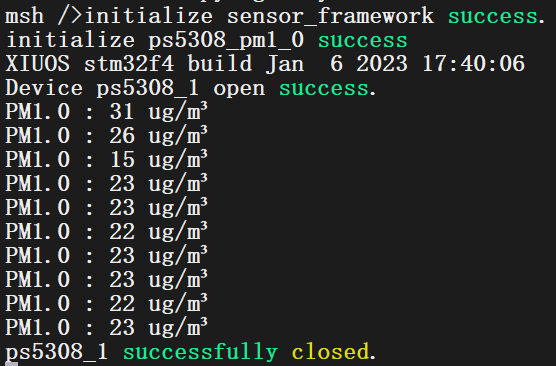 msh />initialize sensor_framework success.
initialize ps5308_pm1_0 success
XIUOS stm32f4 build Jan  6 2023 17:40:06
Device ps5308_1 open success.
PM1.0 : 31 ug/m³
PM1.0 : 26 ug/m³
PM1.0 : 15 ug/m³
PM1.0 : 23 ug/m³
PM1.0 : 23 ug/m³
PM1.0 : 22 ug/m³
PM1.0 : 23 ug/m³
PM1.0 : 23 ug/m³
PM1.0 : 22 ug/m³
PM1.0 : 23 ug/m³
ps5308_1 successfully closed.